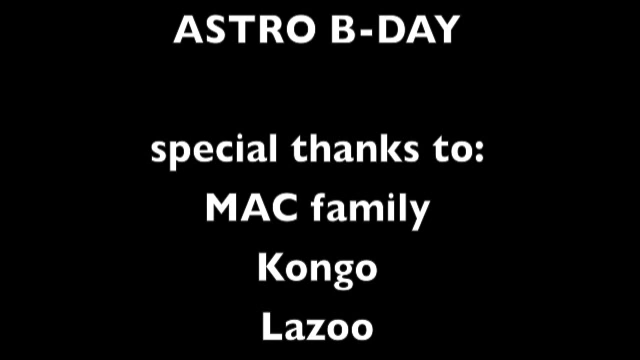 ASTRO B-DAY
special thanks to:
MAC family
Kongo
Lazoo